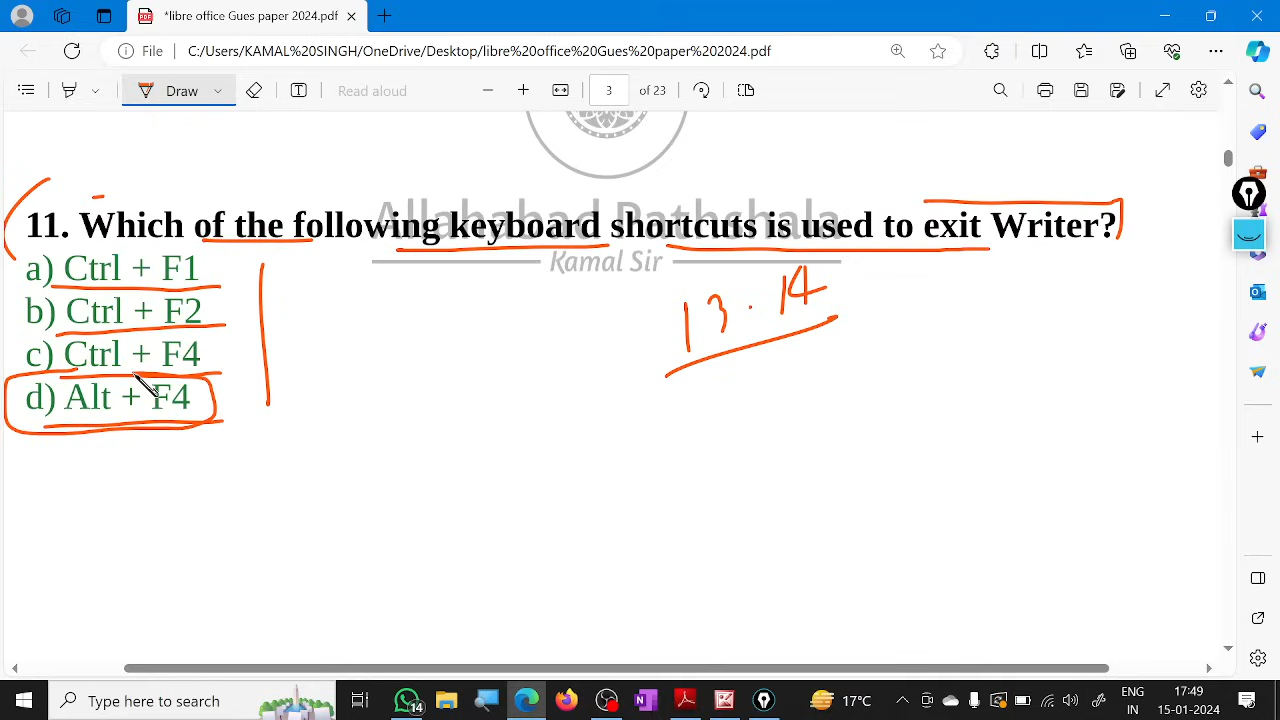 *libre office Gues paper 2024.pdf
File
C:/Users/KAMAL%20SINGH/OneDrive/Desktop/libre%20office%20Gues%20paper%202024.pdf
Draw
Read aloud
3
of 23
Allahabad Pathshala
Kamal Sir
11. Which of the following keyboard shortcuts is used to exit Writer?
a) Ctrl + F1
b) Ctrl + F2
c) Ctrl + F4
d) Alt + F4
13.14
Type here to search
14
17°C
ENG
IN
17:49
15-01-2024